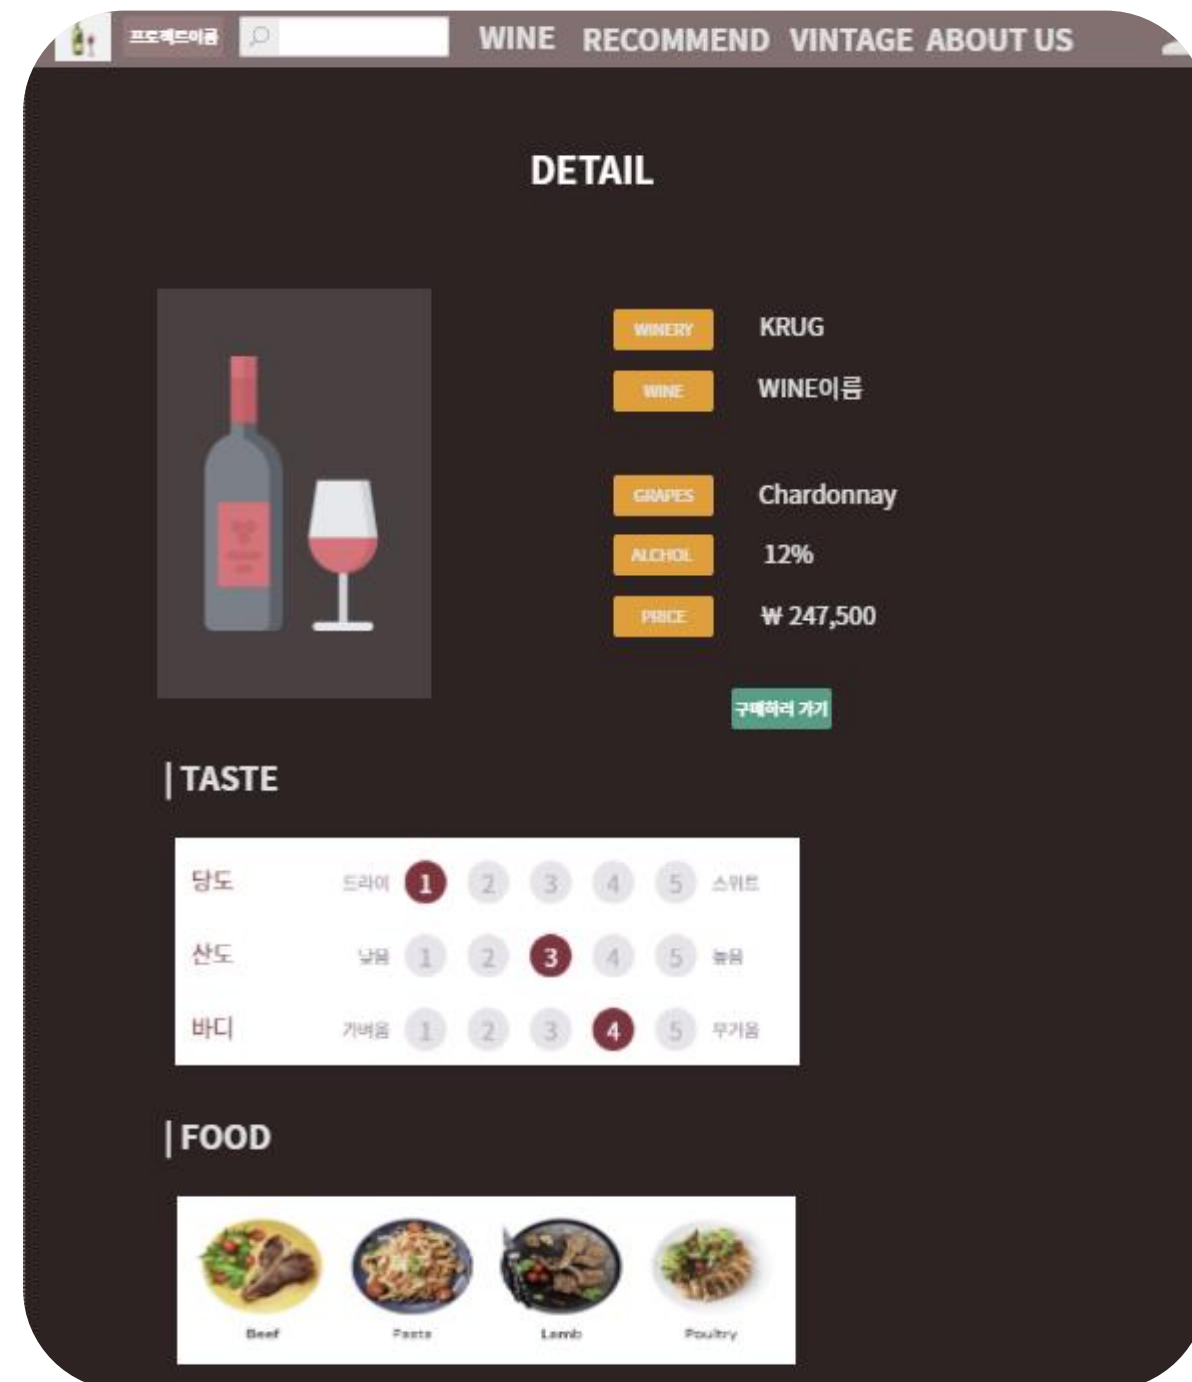 프로젝트이름 WINE RECOMMEND VINTAGE ABOUT US
DETAIL
WINERY KRUG
WINE WINE이름
GRAPES Chardonnay
ALCHOL 12%
PRICE ₩ 247,500
구매하러 가기
| TASTE
당도 드라이 1 2 3 4 5 스위트
산도 낮음 1 2 3 4 5 높음
바디 가벼움 1 2 3 4 5 무거움
| FOOD
Beef Pasta Lamb Poultry